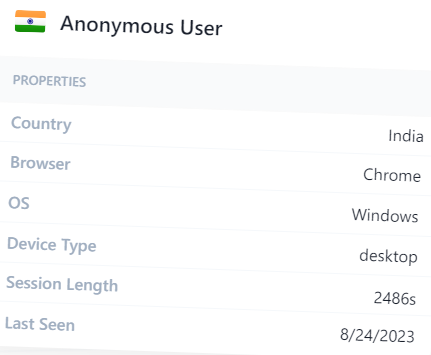 Anonymous User
PROPERTIES
Country India
Browser Chrome
OS Windows
Device Type desktop
Session Length 2486s
Last Seen 8/24/2023